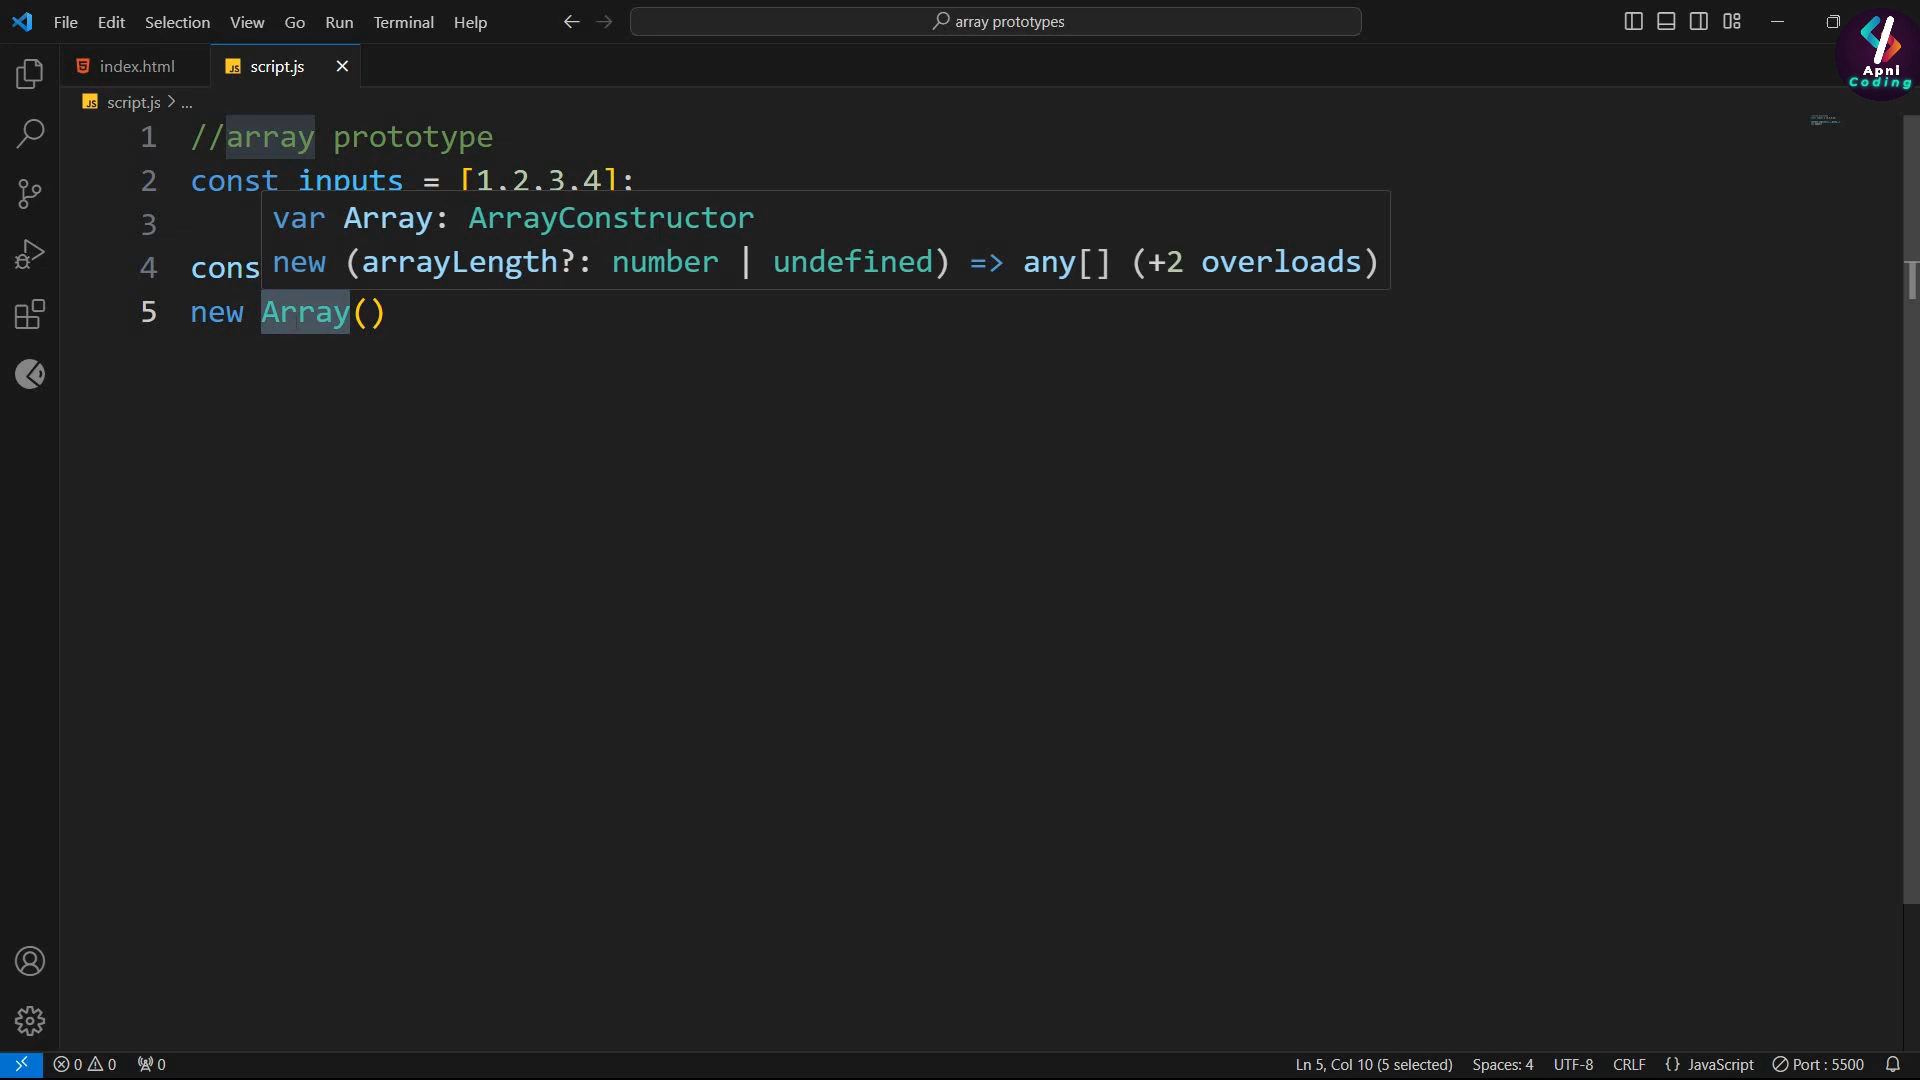 File Edit Selection View Go Run Terminal Help array prototypes
Apni
Coding
index.html JS script.js
JS script.js > ...
1 //array prototype
2 const inputs = [1,2,3,4];
var Array: ArrayConstructor
3
new (arrayLength?: number | undefined) => any[] (+2 overloads)
4 cons
5 new Array()
0 0 0 Ln 5, Col 10 (5 selected) Spaces: 4 UTF-8 CRLF {} JavaScript Port : 5500